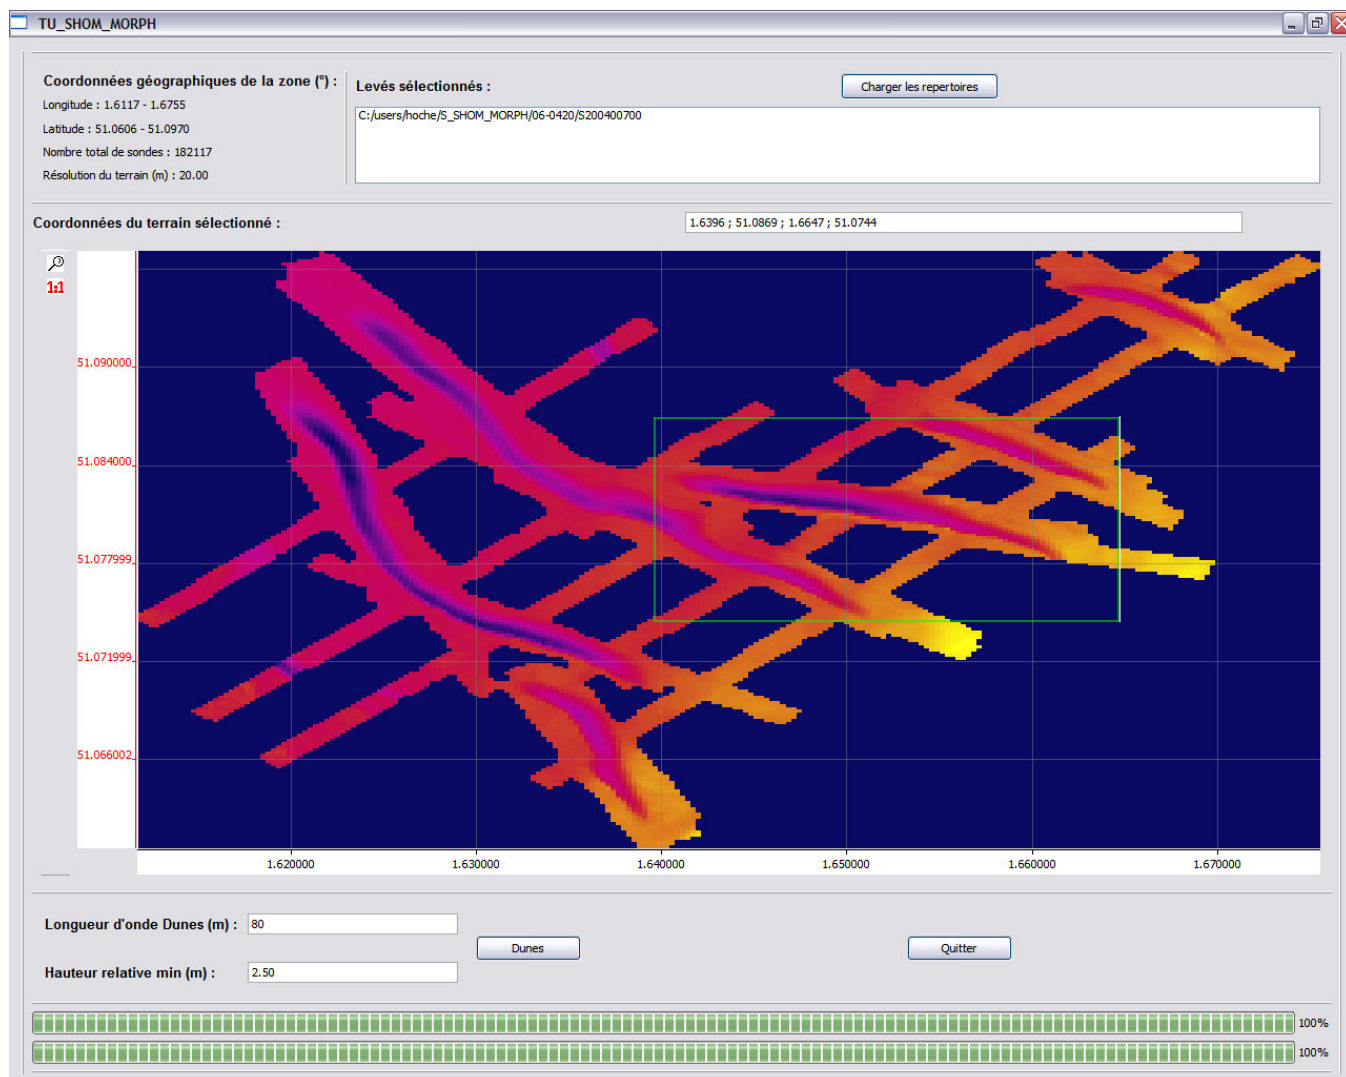 TU_SHOM_MORPH
Coordonnées géographiques de la zone (°) :
Longitude : 1.6117 - 1.6755
Latitude : 51.0606 - 51.0970
Nombre total de sondes : 182117
Résolution du terrain (m) : 20.00
Levés sélectionnés :
Charger les repertoires
C:/users/hoche/S_SHOM_MORPH/06-0420/S200400700
Coordonnées du terrain sélectionné :
1.6396 ; 51.0869 ; 1.6647 ; 51.0744
1:1
51.090000
51.084000
51.077999
51.071999
51.066002
1.620000
1.630000
1.640000
1.650000
1.660000
1.670000
Longueur d'onde Dunes (m) :
80
Dunes
Quitter
Hauteur relative min (m) :
2.50
100%
100%